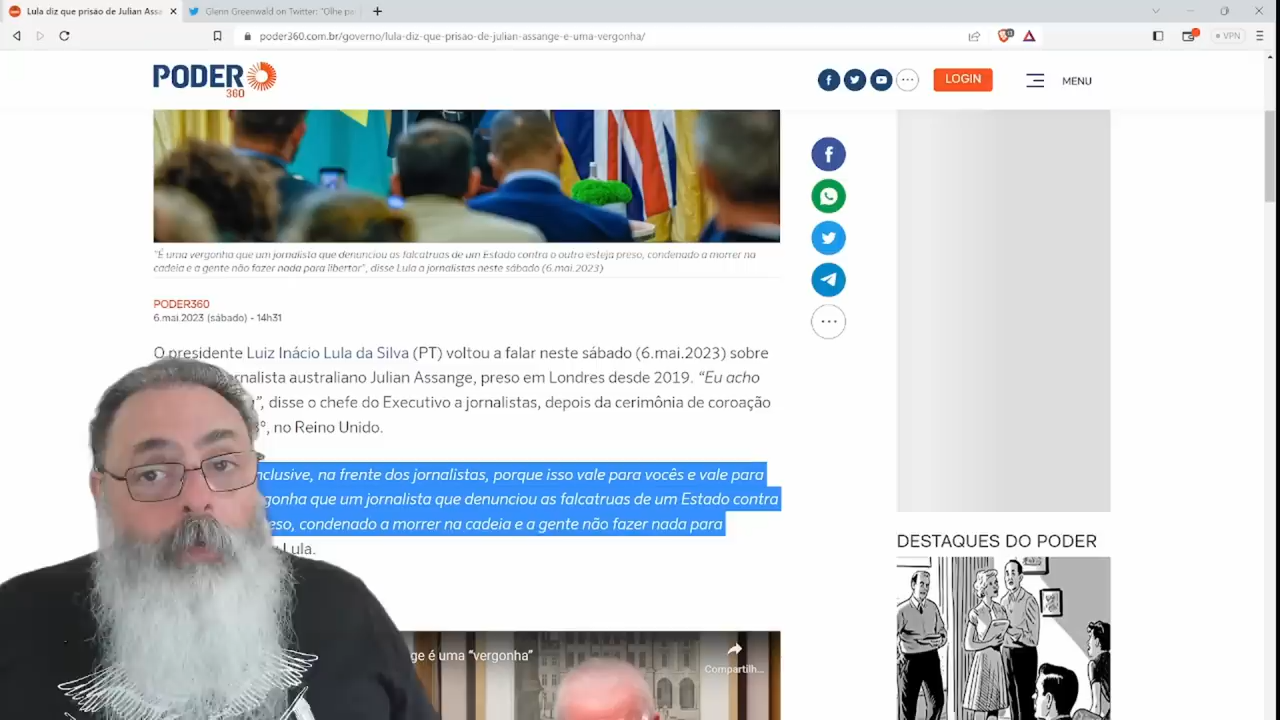 Lula diz que prisão de Julian Assa
Glenn Greenwald on Twitter: "Olhe pa
poder360.com.br/governo/lula-diz-que-prisao-de-julian-assange-e-uma-vergonha/
VPN
PODER
360
LOGIN
MENU
"É uma vergonha que um jornalista que denunciou as falcatruas de um Estado contra o outro esteja preso, condenado a morrer na
cadeia e a gente não fazer nada para libertar", disse Lula a jornalistas neste sábado (6.mai.2023)
PODER360
6.mai.2023 (sábado) - 14h31
O presidente Luiz Inácio Lula da Silva (PT) voltou a falar neste sábado (6.mai.2023) sobre
rnalista australiano Julian Assange, preso em Londres desde 2019. “Eu acho
”, disse o chefe do Executivo a jornalistas, depois da cerimônia de coroação
3º, no Reino Unido.
nclusive, na frente dos jornalistas, porque isso vale para vocês e vale para
gonha que um jornalista que denunciou as falcatruas de um Estado contra
eso, condenado a morrer na cadeia e a gente não fazer nada para
Lula.
ge é uma “vergonha”
Compartilh...
DESTAQUES DO PODER